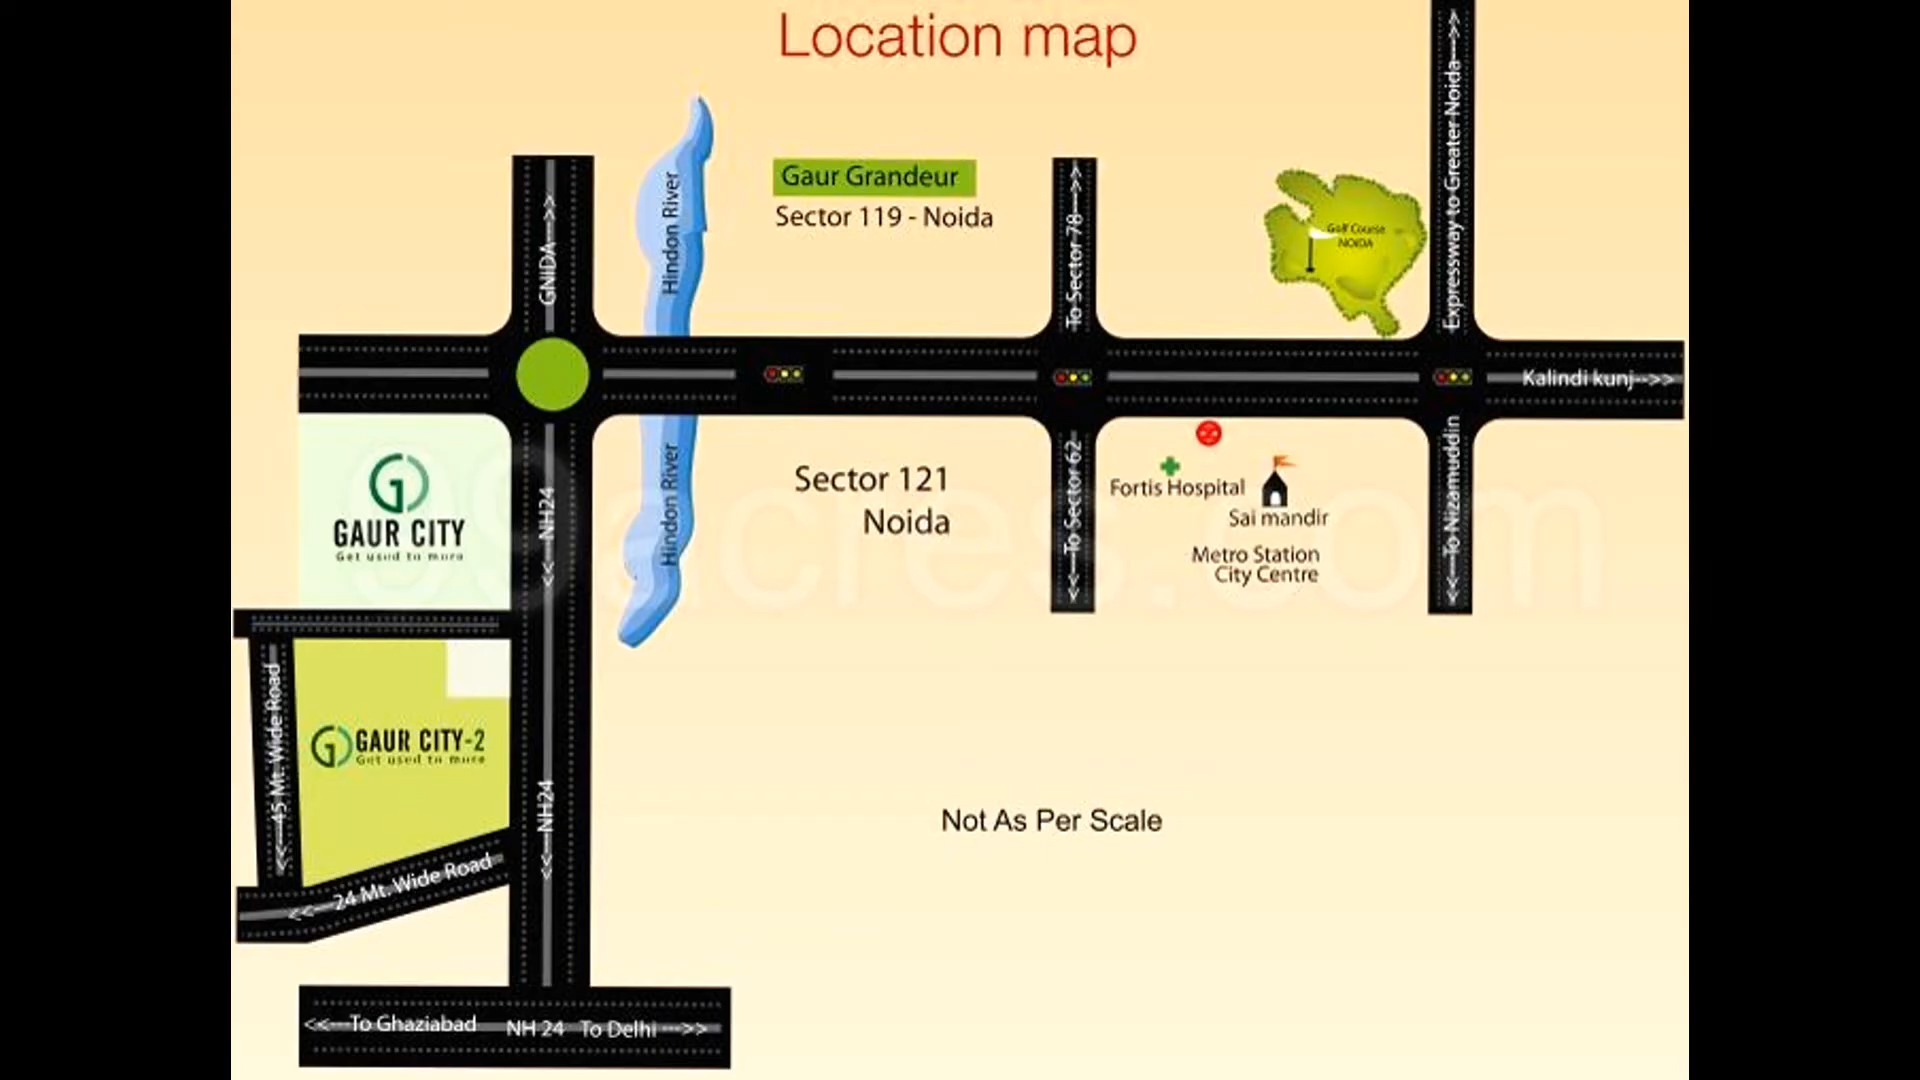 Location map
Expressway to Greater Noida--->>
GNIDA--->>
Hindon River
Gaur Grandeur
Sector 119 - Noida
To Sector 78--->>
Golf Course
NOIDA
Kalindi kunj-->>
GAUR CITY
Get used to more
<<---NH24
Hindon River
Sector 121
Noida
<<---To Sector 62
Fortis Hospital
Sai mandir
Metro Station
City Centre
<<---To Nizamuddin
99acres.com
<<---45 Mt. Wide Road
GAUR CITY-2
Get used to more
<<---NH24
Not As Per Scale
<<---24 Mt. Wide Road
<<---To Ghaziabad NH 24 To Delhi --->>